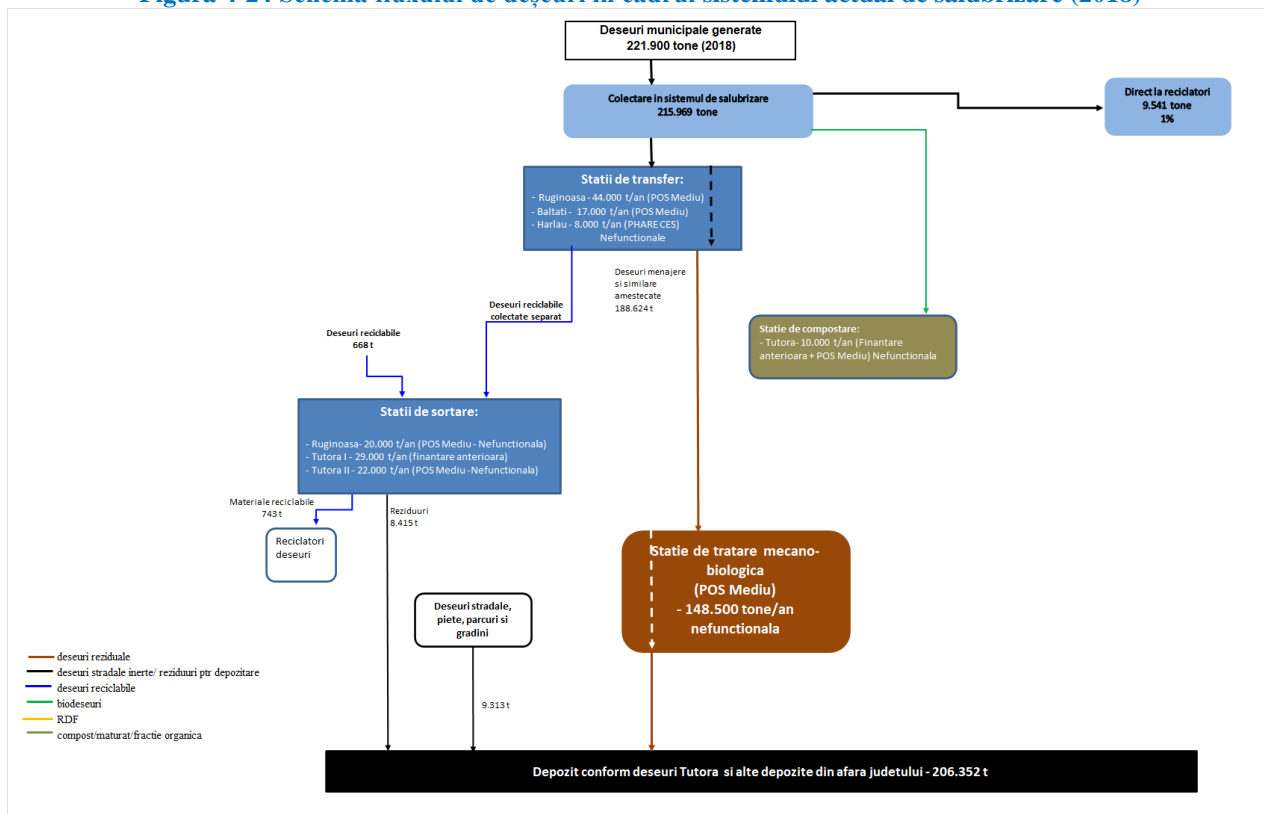 Deseuri municipale generate
221.900 tone (2018)
Colectare in sistemul de salubrizare
215.969 tone
Direct la reciclatori
9.541 tone
1%
Statii de transfer:
- Ruginoasa - 44.000 t/an (POS Mediu)
- Baltati - 17.000 t/an (POS Mediu)
- Harlau - 8.000 t/an (PHARE CES)
Nefunctionale
Deseuri menajere
si similare
amestecate
188.624 t
Deseuri reciclabile
colectate separat
Deseuri reciclabile
668 t
Statie de compostare:
- Tutora- 10.000 t/an (Finantare
anterioara + POS Mediu) Nefunctionala
Statii de sortare:
- Ruginoasa- 20.000 t/an (POS Mediu - Nefunctionala)
- Tutora I - 29.000 t/an (finantare anterioara)
- Tutora II - 22.000 t/an (POS Mediu -Nefunctionala)
Materiale reciclabile
743 t
Reziduuri
8.415 t
Reciclatori
deseuri
Statie de tratare mecano-
biologica
(POS Mediu)
- 148.500 tone/an
nefunctionala
Deseuri stradale,
piete, parcuri si
gradini
9.313 t
deseuri reziduale
deseuri stradale inerte/ reziduuri ptr depozitare
deseuri reciclabile
biodeseuri
RDF
compost/maturat/fractie organica
Depozit conform deseuri Tutora si alte depozite din afara judetului - 206.352 t